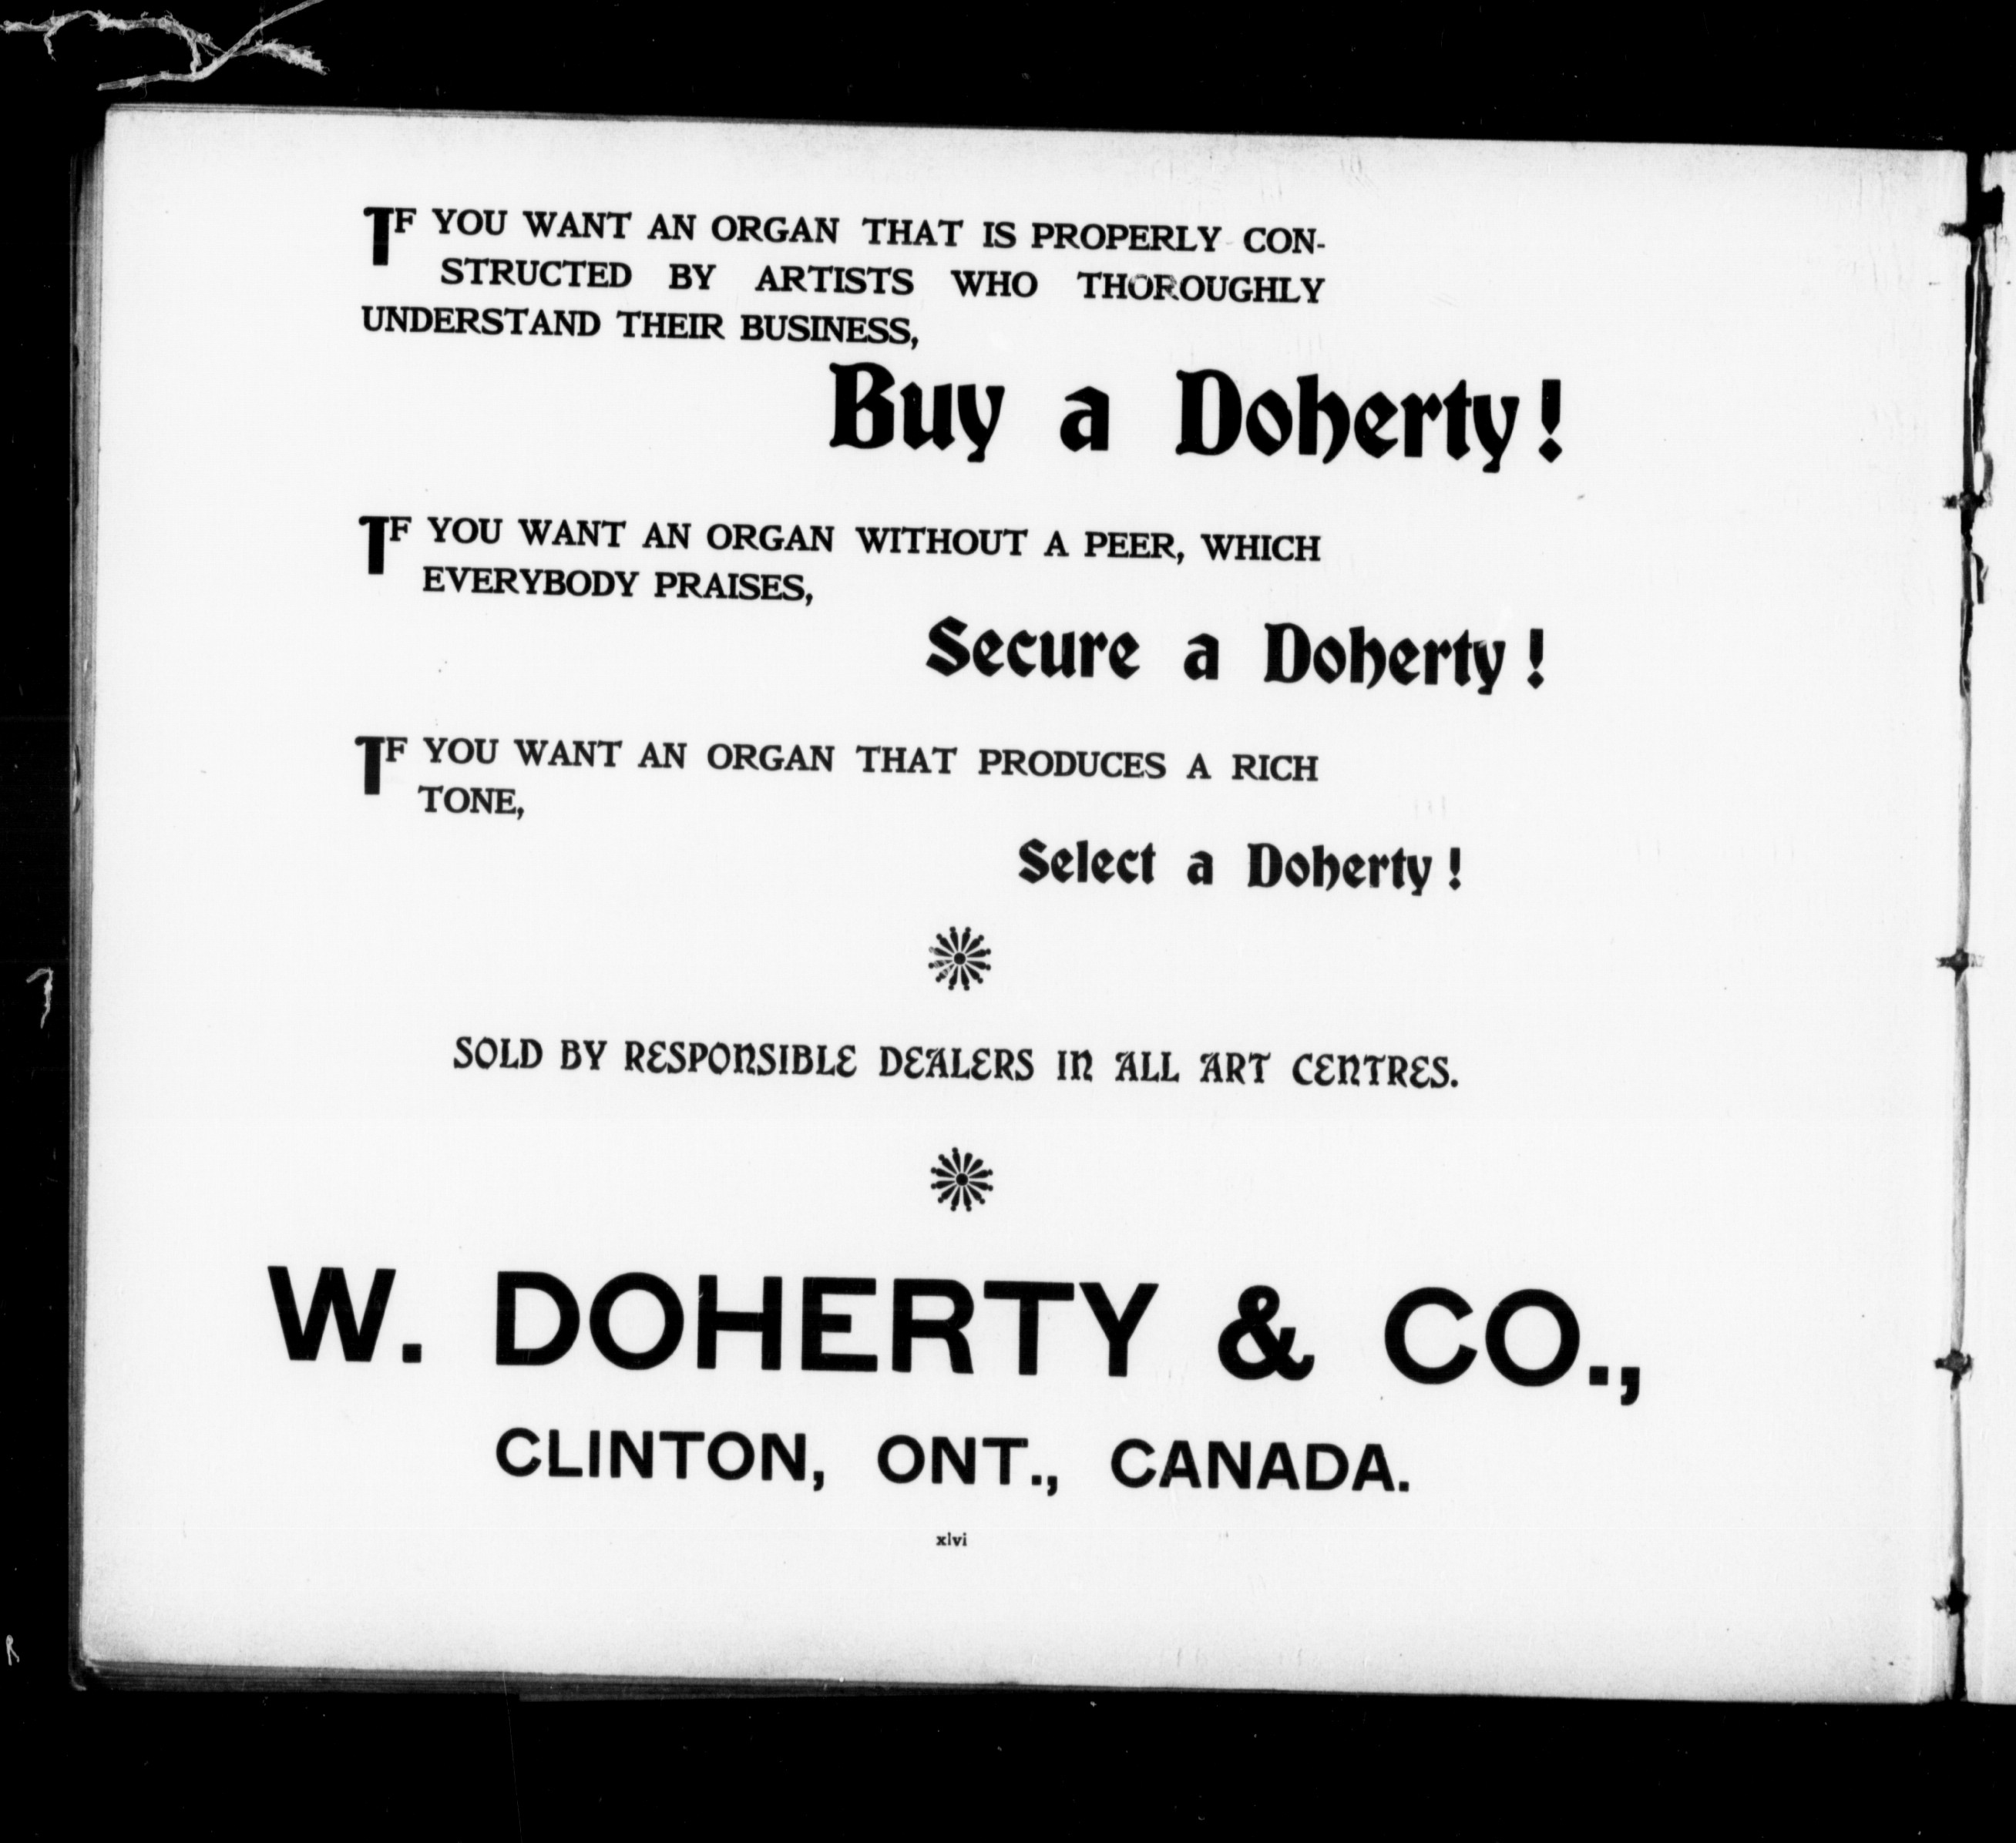 IF YOU WANT AN ORGAN THAT IS PROPERLY CON-
STRUCTED BY ARTISTS WHO THOROUGHLY
UNDERSTAND THEIR BUSINESS,
Buy a Doherty!
IF YOU WANT AN ORGAN WITHOUT A PEER, WHICH
EVERYBODY PRAISES,
Secure a Doherty!
IF YOU WANT AN ORGAN THAT PRODUCES A RICH
TONE,
Select a Doherty!
SOLD BY RESPONSIBLE DEALERS IN ALL ART CENTRES.
W. DOHERTY & CO.,
CLINTON, ONT., CANADA.
xlvi